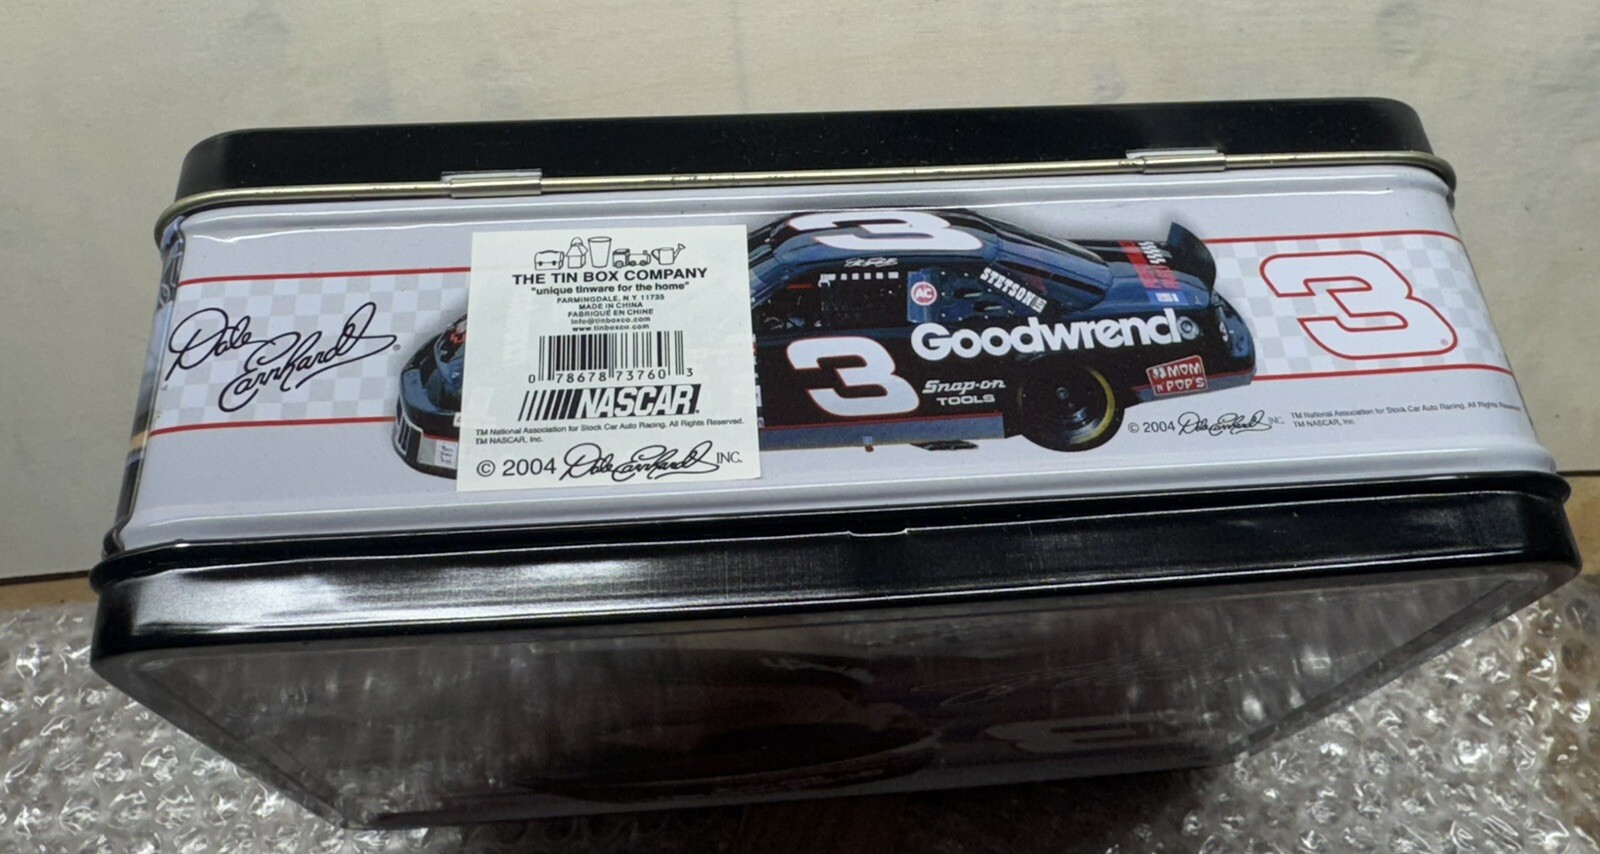 Dale
Earnhardt®
THE TIN BOX COMPANY
"unique tinware for the home"
FARMINGDALE, N.Y. 11735
MADE IN CHINA
FABRIQUÉ EN CHINE
info@tinboxco.com
www.tinboxco.com
0 78678 73760 3
NASCAR.
TM National Association for Stock Car Auto Racing. All Rights Reserved.
TM NASCAR, Inc.
© 2004 Dale Earnhardt INC.
3
AC
STETSON
Goodwrench
3
Snap-on
TOOLS
MOM
'N' POP'S
3
© 2004 Dale Earnhardt INC.
TM National Association for Stock Car Auto Racing. All Rights Reserved.
TM NASCAR, Inc.
3